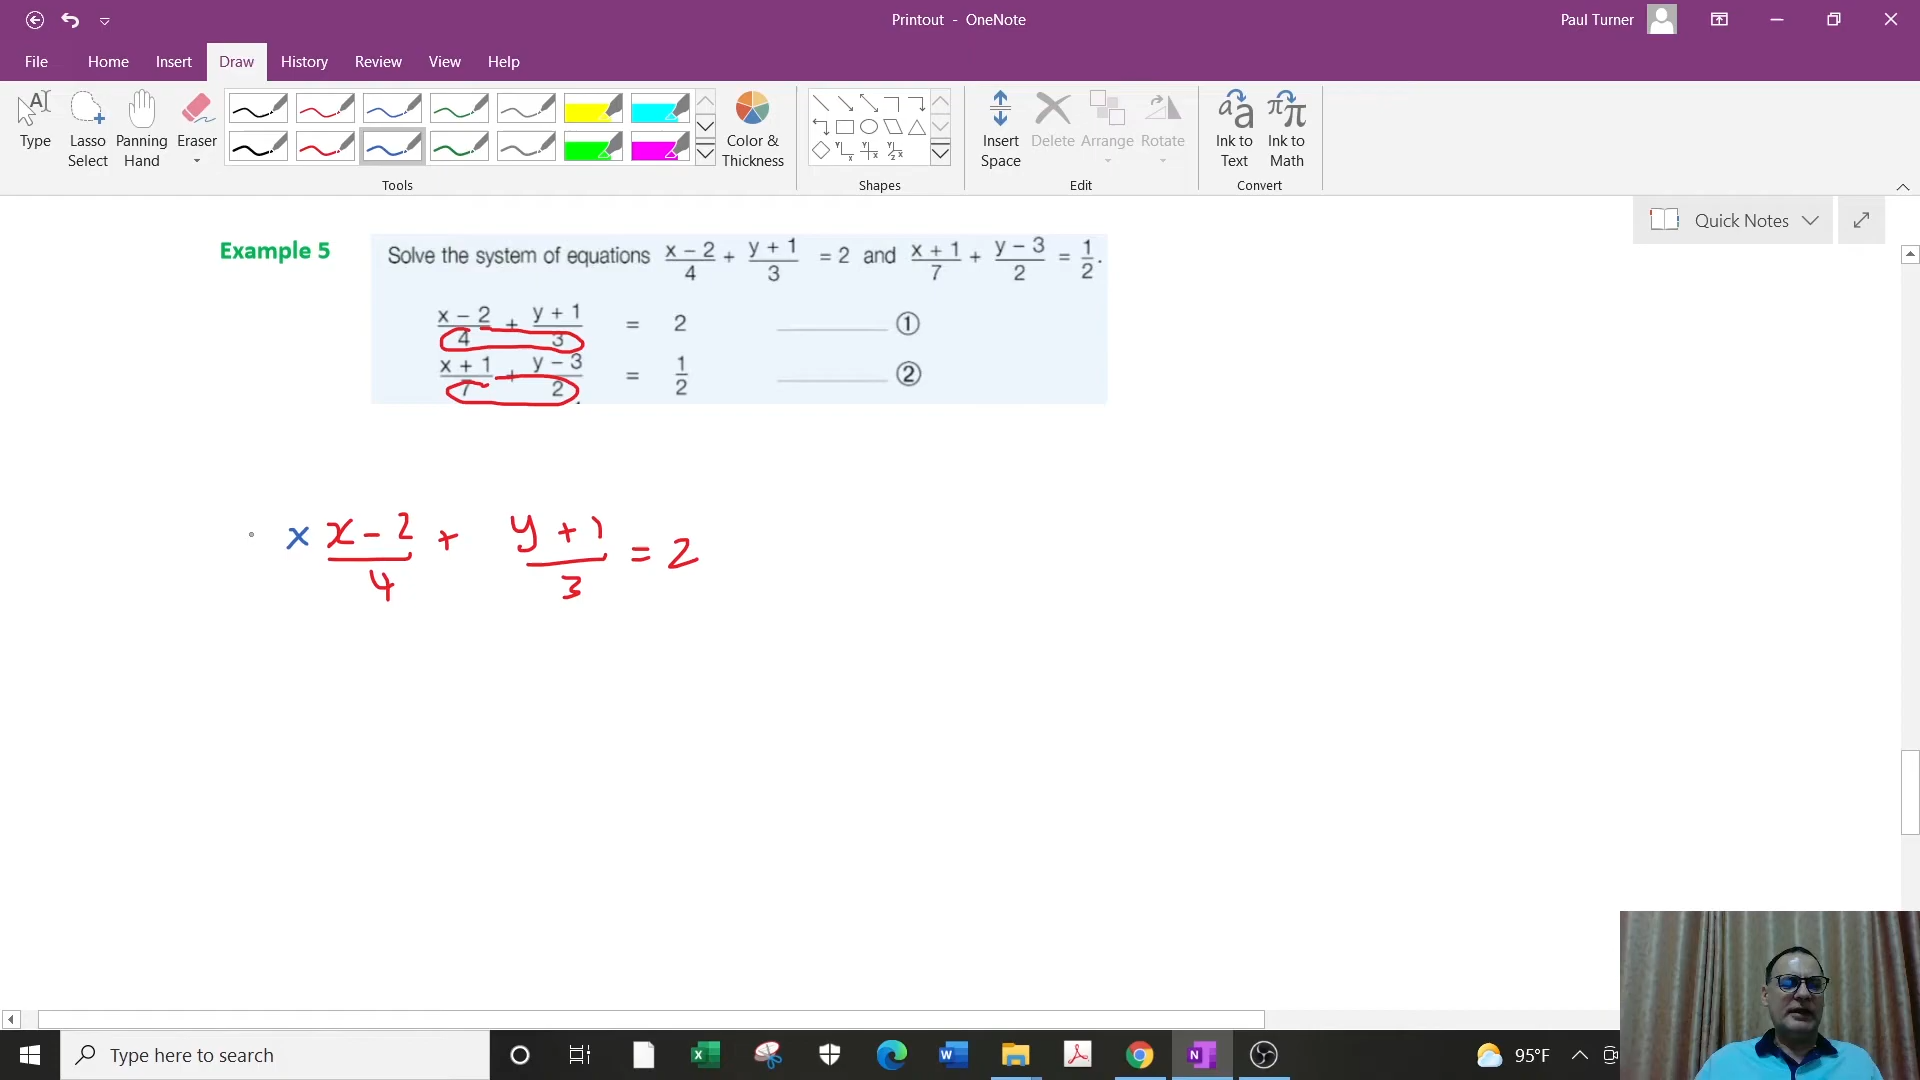 Printout - OneNote
Paul Turner
File Home Insert Draw History Review View Help
Type
Lasso Select
Panning Hand
Eraser
Color & Thickness
Insert Space
Delete
Arrange
Rotate
Ink to Text
Ink to Math
Tools
Shapes
Edit
Convert
Quick Notes
Example 5
Solve the system of equations (x − 2)/4 + (y + 1)/3 = 2 and (x + 1)/7 + (y − 3)/2 = 1/2.
(x − 2)/4 + (y + 1)/3 = 2 ①
(x + 1)/7 + (y − 3)/2 = 1/2 ②
× (x − 2)/4 + (y + 1)/3 = 2
Type here to search
95°F